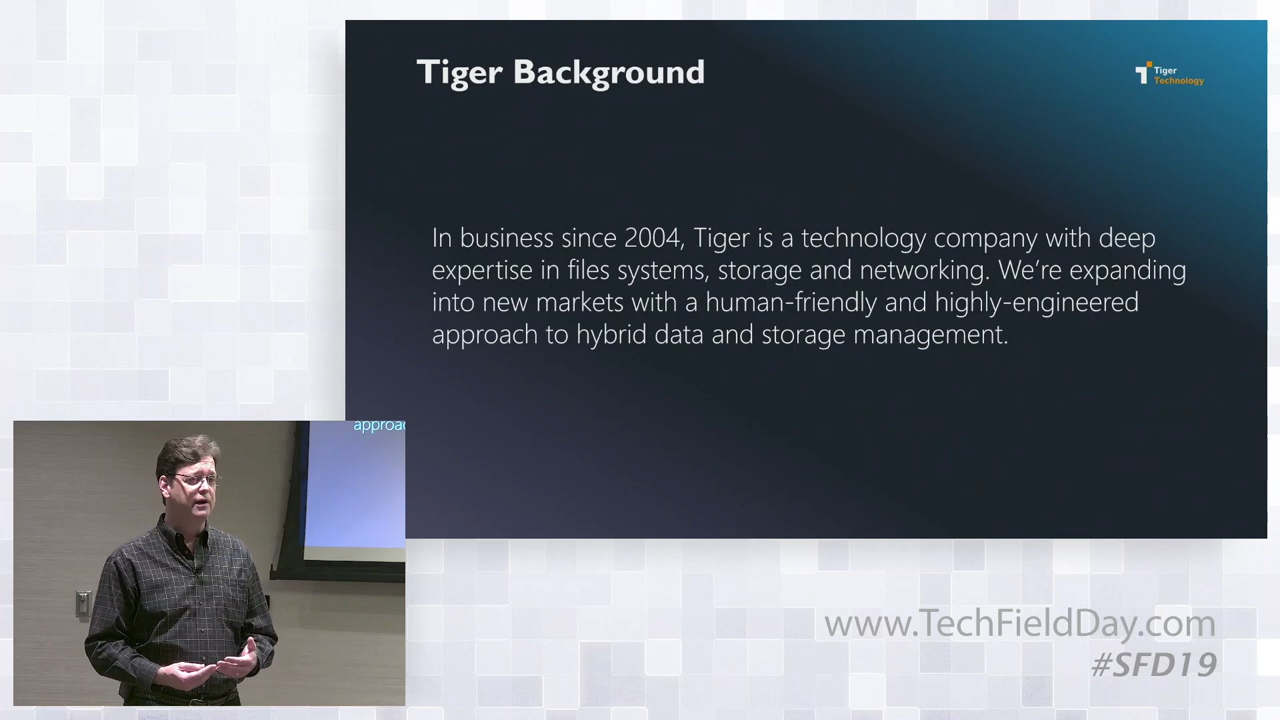 Tiger Background
Tiger
Technology
In business since 2004, Tiger is a technology company with deep
expertise in files systems, storage and networking. We’re expanding
into new markets with a human-friendly and highly-engineered
approach to hybrid data and storage management.
approac
www.TechFieldDay.com
#SFD19